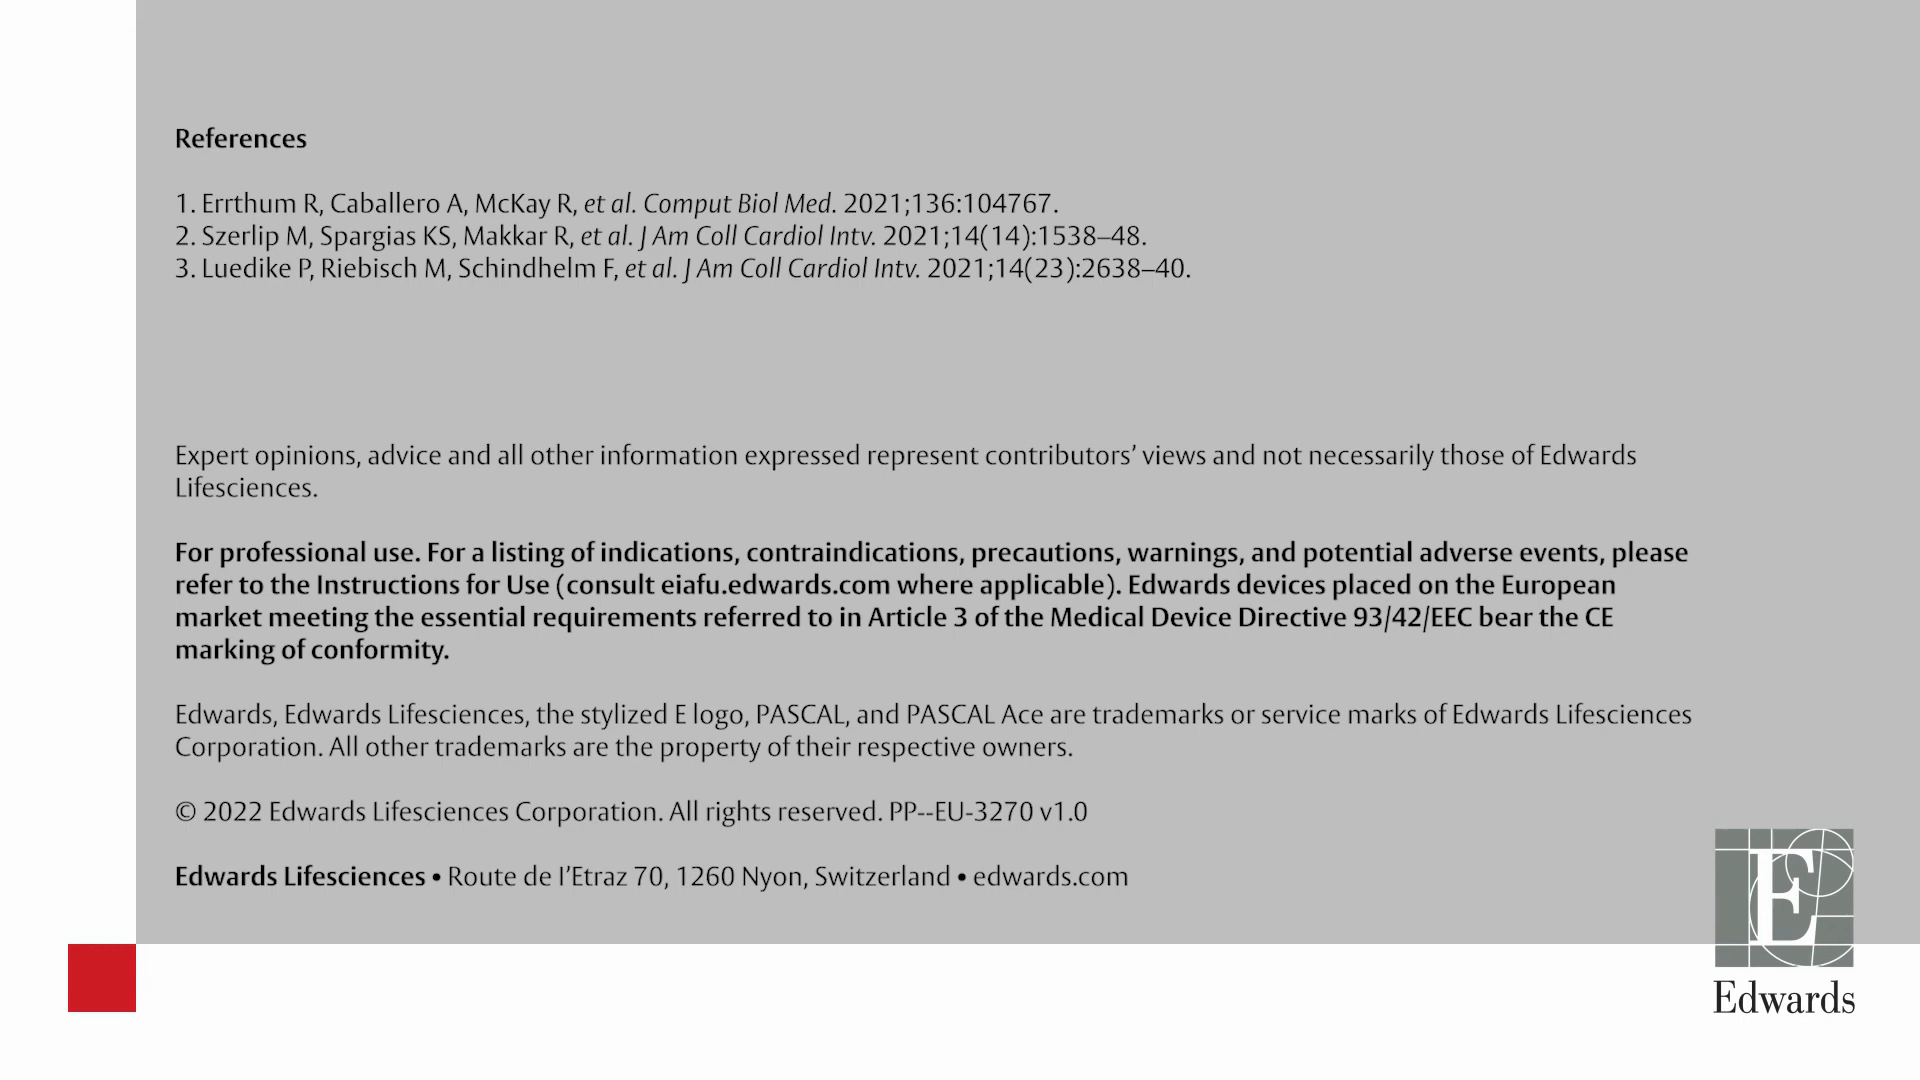 References
1. Errthum R, Caballero A, McKay R, et al. Comput Biol Med. 2021;136:104767.
2. Szerlip M, Spargias KS, Makkar R, et al. J Am Coll Cardiol Intv. 2021;14(14):1538–48.
3. Luedike P, Riebisch M, Schindhelm F, et al. J Am Coll Cardiol Intv. 2021;14(23):2638–40.
Expert opinions, advice and all other information expressed represent contributors’ views and not necessarily those of Edwards
Lifesciences.
For professional use. For a listing of indications, contraindications, precautions, warnings, and potential adverse events, please
refer to the Instructions for Use (consult eiafu.edwards.com where applicable). Edwards devices placed on the European
market meeting the essential requirements referred to in Article 3 of the Medical Device Directive 93/42/EEC bear the CE
marking of conformity.
Edwards, Edwards Lifesciences, the stylized E logo, PASCAL, and PASCAL Ace are trademarks or service marks of Edwards Lifesciences
Corporation. All other trademarks are the property of their respective owners.
© 2022 Edwards Lifesciences Corporation. All rights reserved. PP--EU-3270 v1.0
Edwards Lifesciences • Route de l’Etraz 70, 1260 Nyon, Switzerland • edwards.com
E
Edwards